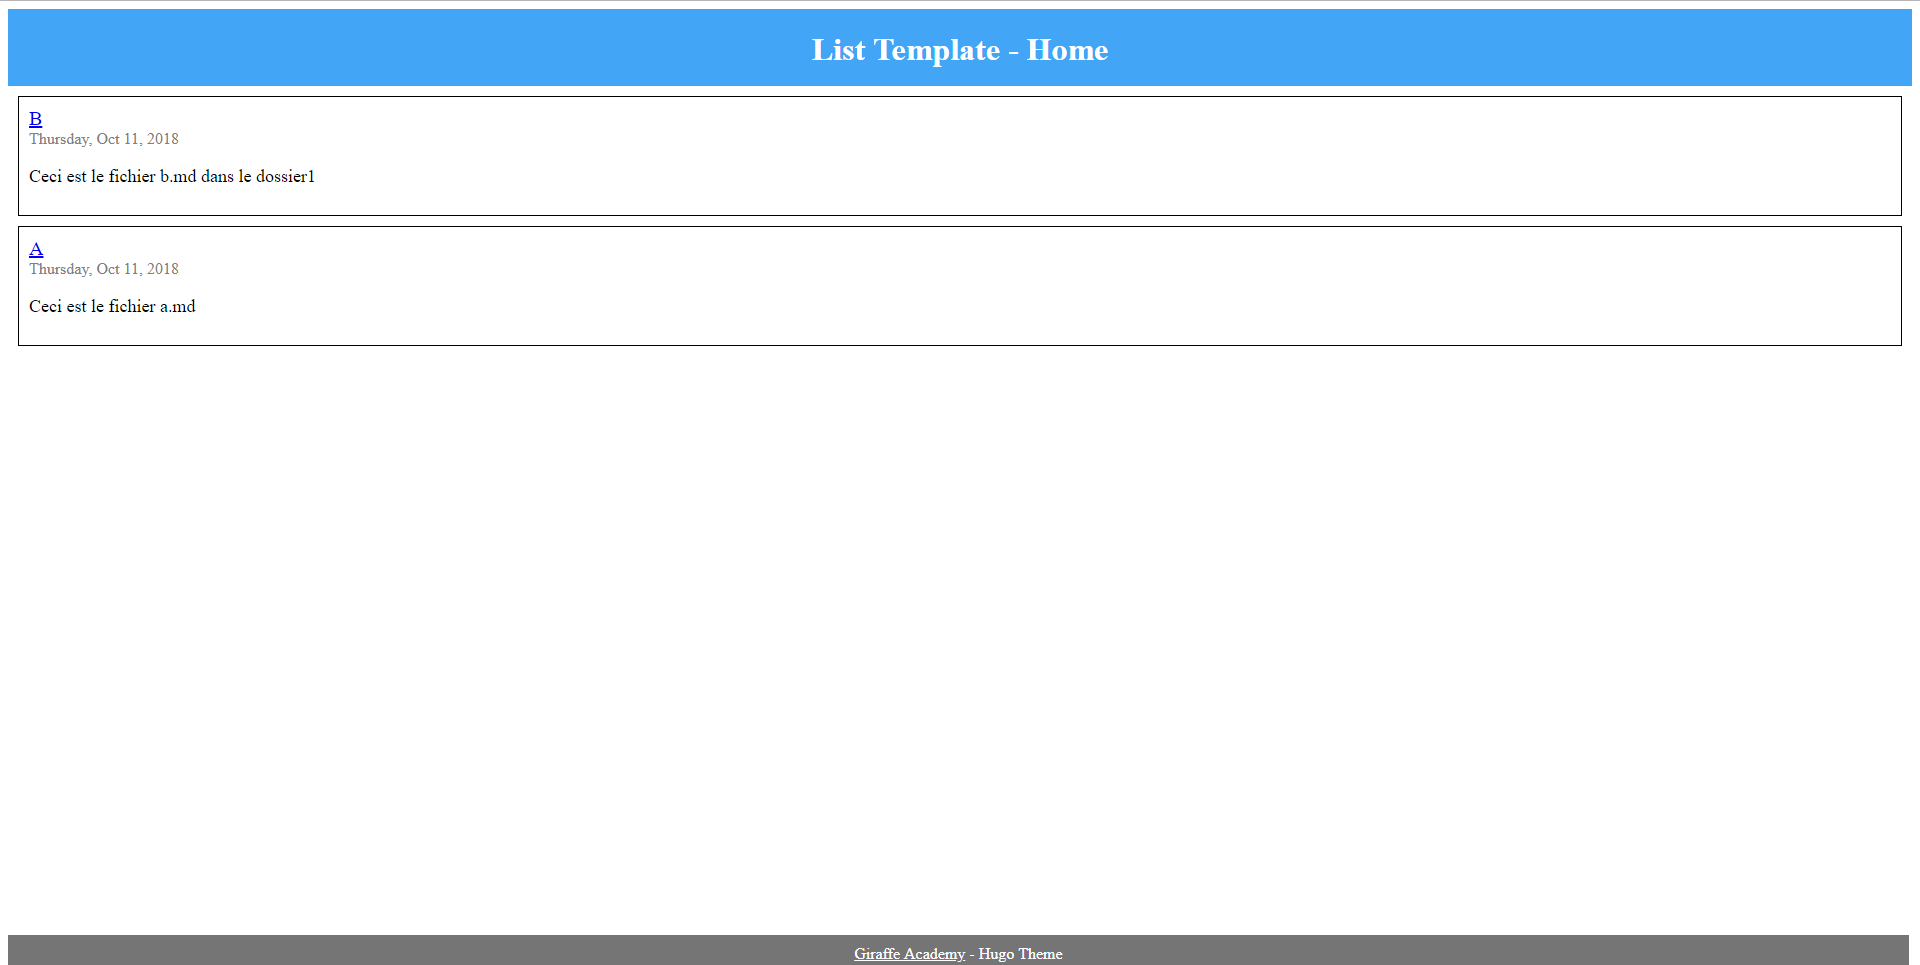 List Template - Home
B
Thursday, Oct 11, 2018
Ceci est le fichier b.md dans le dossier1
A
Thursday, Oct 11, 2018
Ceci est le fichier a.md
Giraffe Academy - Hugo Theme